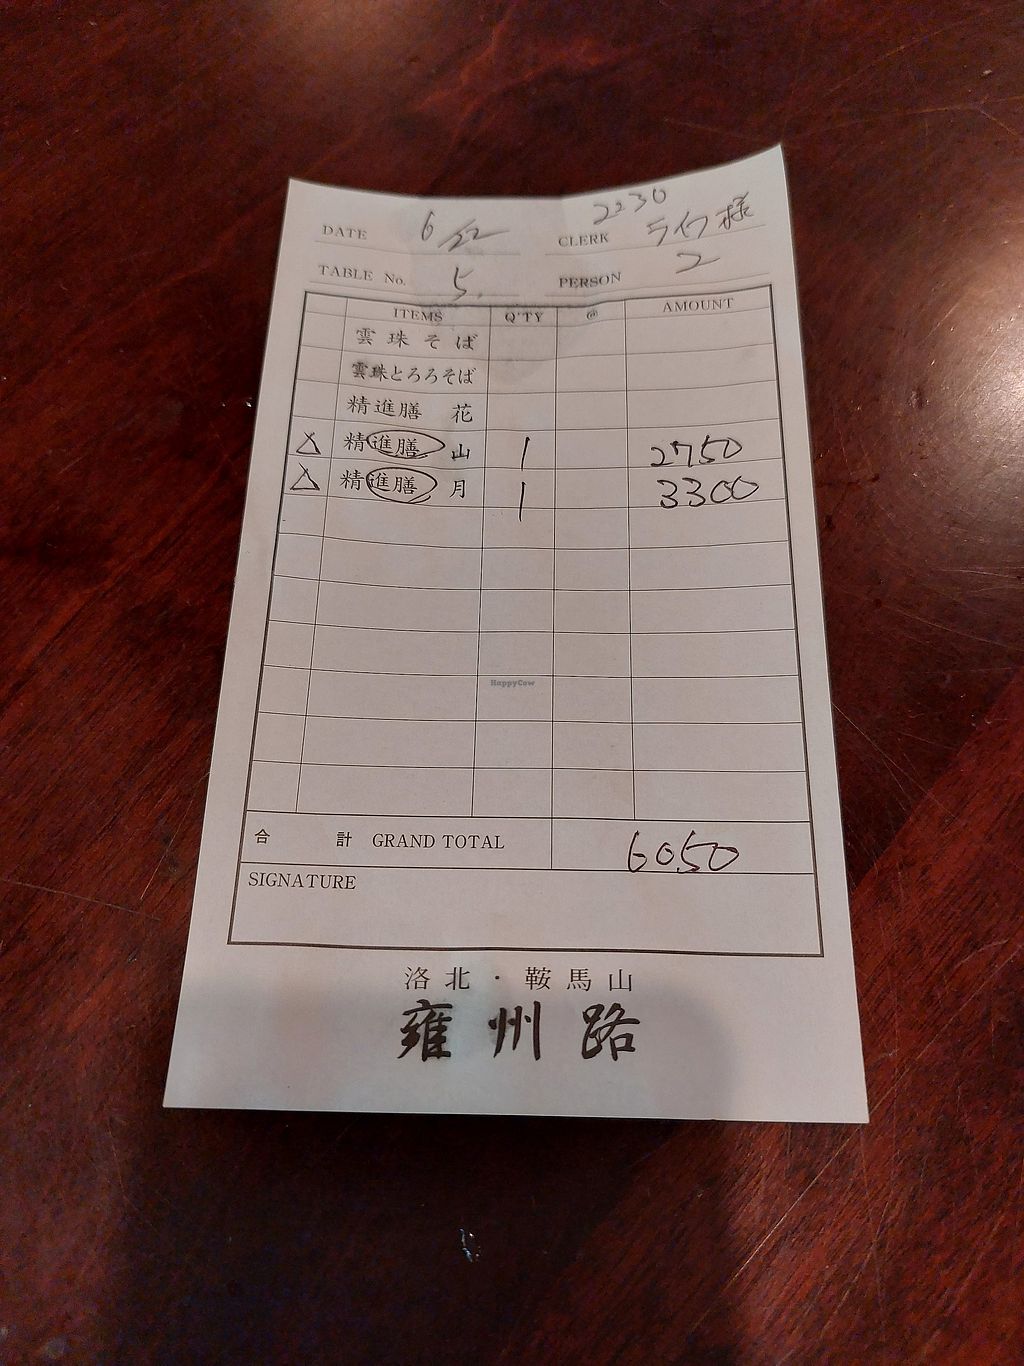 2:30
DATE 6/22 CLERK ライク様
TABLE No. 5. PERSON 2
ITEMS Q'TY @ AMOUNT
雲珠そば
雲珠とろろそば
精進膳 花
△ 精進膳 山 1 2750
△ 精進膳 月 1 3300
HappyCow
合計 GRAND TOTAL 6050
SIGNATURE
洛北・鞍馬山
雍州路